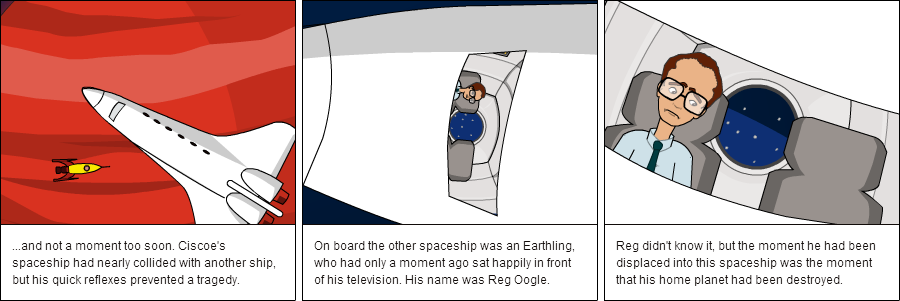 ...and not a moment too soon. Ciscoe's
spaceship had nearly collided with another ship,
but his quick reflexes prevented a tragedy.
On board the other spaceship was an Earthling,
who had only a moment ago sat happily in front
of his television. His name was Reg Oogle.
Reg didn't know it, but the moment he had been
displaced into this spaceship was the moment
that his home planet had been destroyed.